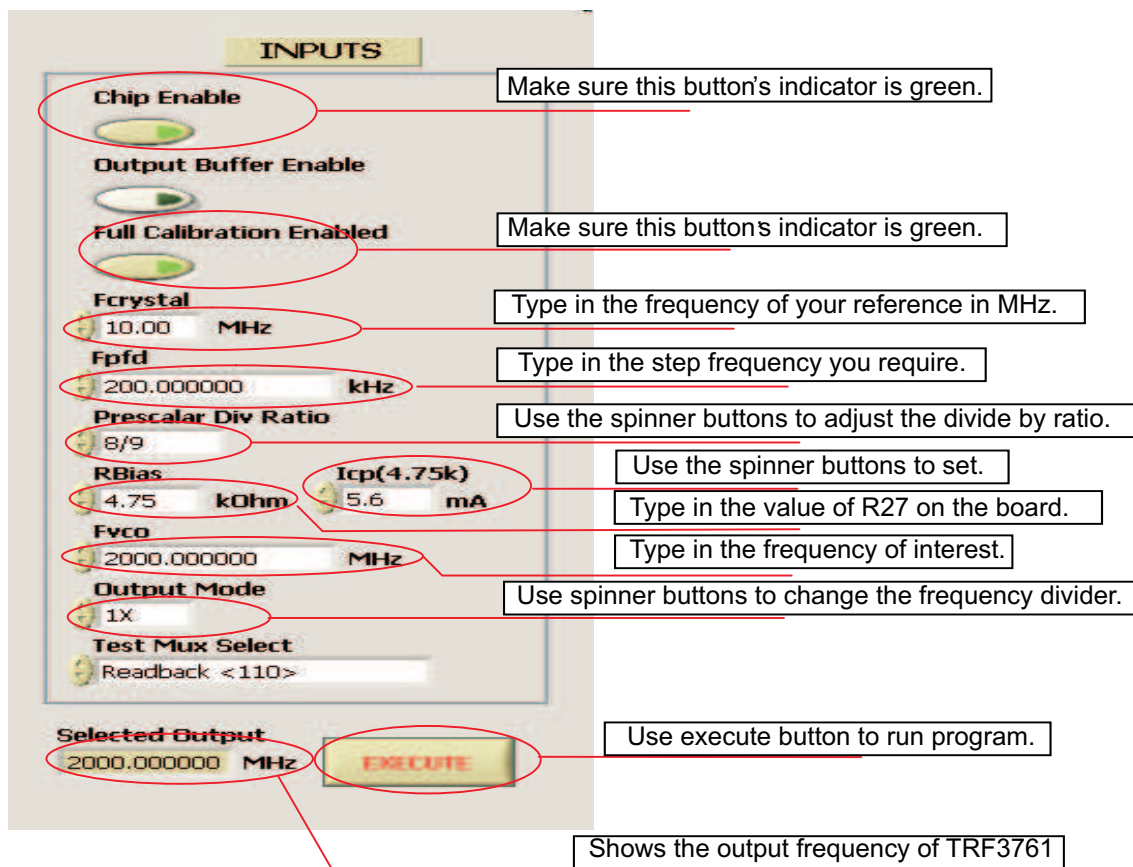 INPUTS
Chip Enable
Make sure this button's indicator is green.
Output Buffer Enable
Full Calibration Enabled
Make sure this button's indicator is green.
Fcrystal
10.00 MHz
Type in the frequency of your reference in MHz.
Fpfd
200.000000 kHz
Type in the step frequency you require.
Prescalar Div Ratio
8/9
Use the spinner buttons to adjust the divide by ratio.
RBias
4.75 kOhm
Icp(4.75k)
5.6 mA
Use the spinner buttons to set.
Type in the value of R27 on the board.
Fvco
2000.000000 MHz
Type in the frequency of interest.
Output Mode
1X
Use spinner buttons to change the frequency divider.
Test Mux Select
Readback <110>
Selected Output
2000.000000 MHz
EXECUTE
Use execute button to run program.
Shows the output frequency of TRF3761